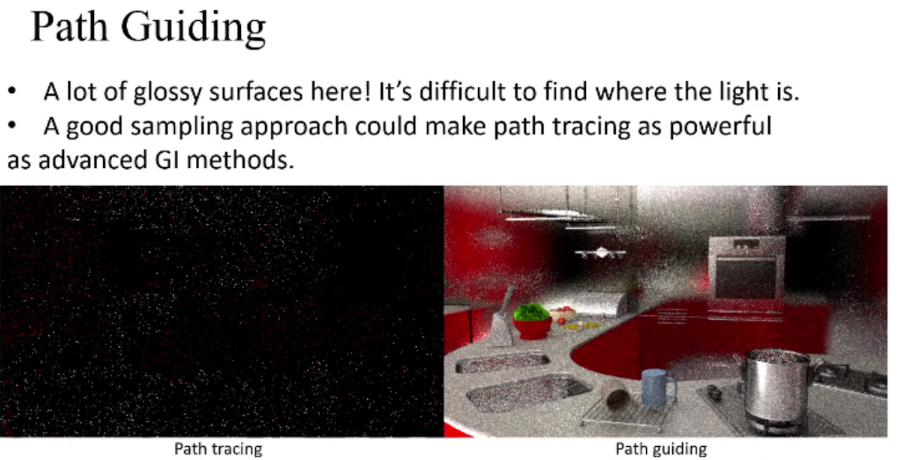 Path Guiding
• A lot of glossy surfaces here! It's difficult to find where the light is.
• A good sampling approach could make path tracing as powerful
as advanced GI methods.
Path tracing
Path guiding